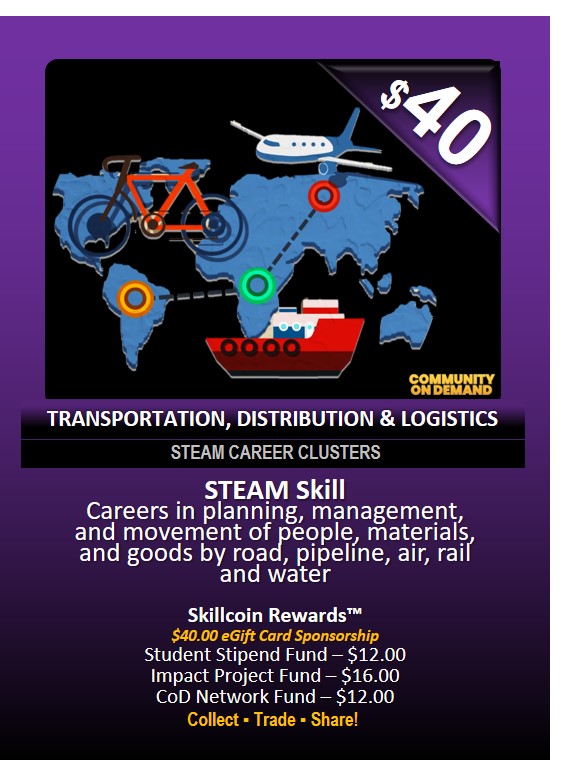 $40
COMMUNITY
ON DEMAND
TRANSPORTATION, DISTRIBUTION & LOGISTICS
STEAM CAREER CLUSTERS
STEAM Skill
Careers in planning, management,
and movement of people, materials,
and goods by road, pipeline, air, rail
and water
Skillcoin Rewards™
$40.00 eGift Card Sponsorship
Student Stipend Fund – $12.00
Impact Project Fund – $16.00
CoD Network Fund – $12.00
Collect ▪ Trade ▪ Share!